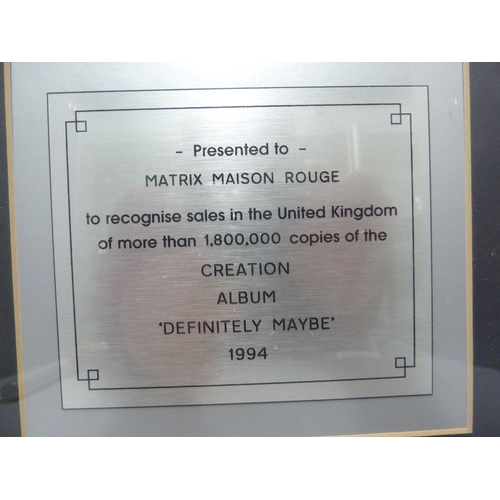 - Presented to -
MATRIX MAISON ROUGE
to recognise sales in the United Kingdom
of more than 1,800,000 copies of the
CREATION
ALBUM
'DEFINITELY MAYBE'
1994